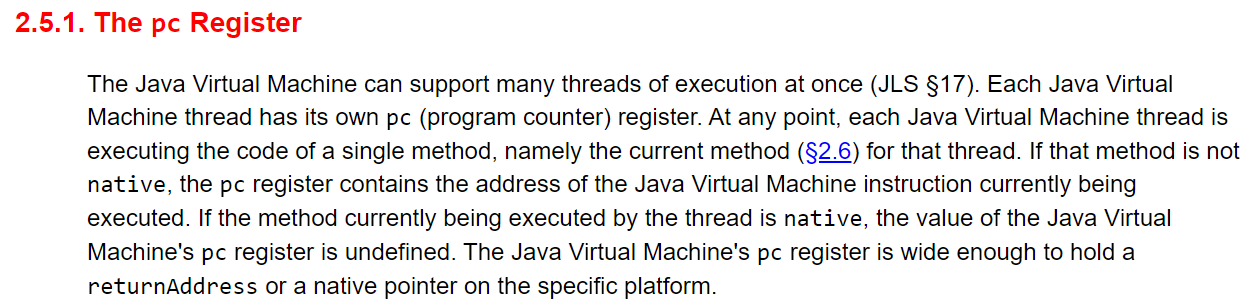 2.5.1. The pc Register
The Java Virtual Machine can support many threads of execution at once (JLS §17). Each Java Virtual
Machine thread has its own pc (program counter) register. At any point, each Java Virtual Machine thread is
executing the code of a single method, namely the current method (§2.6) for that thread. If that method is not
native, the pc register contains the address of the Java Virtual Machine instruction currently being
executed. If the method currently being executed by the thread is native, the value of the Java Virtual
Machine's pc register is undefined. The Java Virtual Machine's pc register is wide enough to hold a
returnAddress or a native pointer on the specific platform.